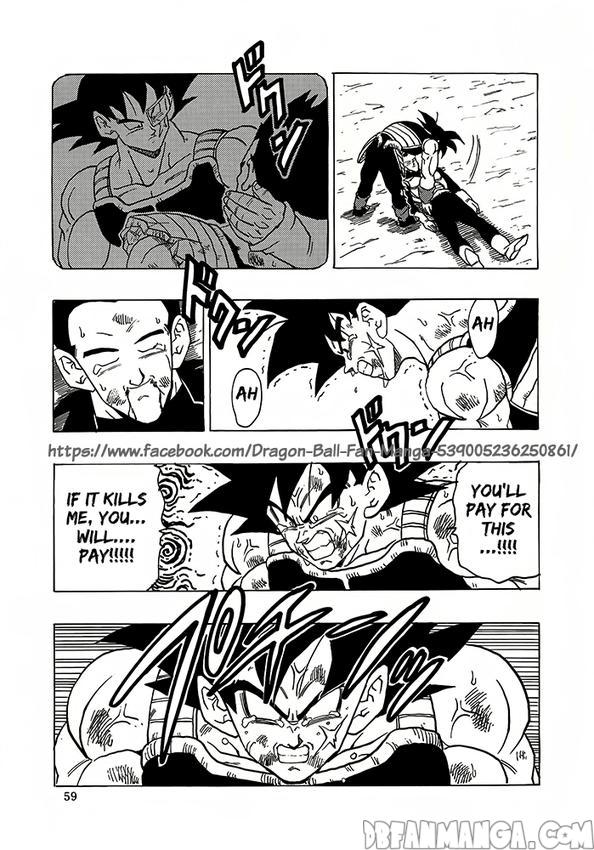 ドクン
AH
ドクン
AH
ドクン
https://www.facebook.com/Dragon-Ball-Fan-Manga-539005236250861/
YOU'LL
PAY FOR
THIS
...!!!!
IF IT KILLS
ME, YOU...
WILL....
PAY!!!!!
59
DBFANMANGA.COM